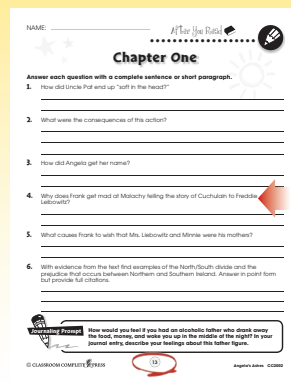 NAME:
After You Read
Chapter One
Answer each question with a complete sentence or short paragraph.
1. How did Uncle Pat end up "soft in the head?"
2. What were the consequences of this action?
3. How did Angela get her name?
4. Why does Frank get mad at Malachy telling the story of Cuchulain to Freddie
Leibowitz?
5. What causes Frank to wish that Mrs. Liebowitz and Minnie were his mothers?
6. With evidence from the text find examples of the North/South divide and the
prejudice that occurs between Northern and Southern Ireland. Answer in point form
but provide full citations.
Journaling Prompt
How would you feel if you had an alcoholic father who drank away
the food, money, and wake you up in the middle of the night? In your
journal entry, describe your feelings about this father figure.
© CLASSROOM COMPLETE PRESS
13
Angela's Ashes CC2002